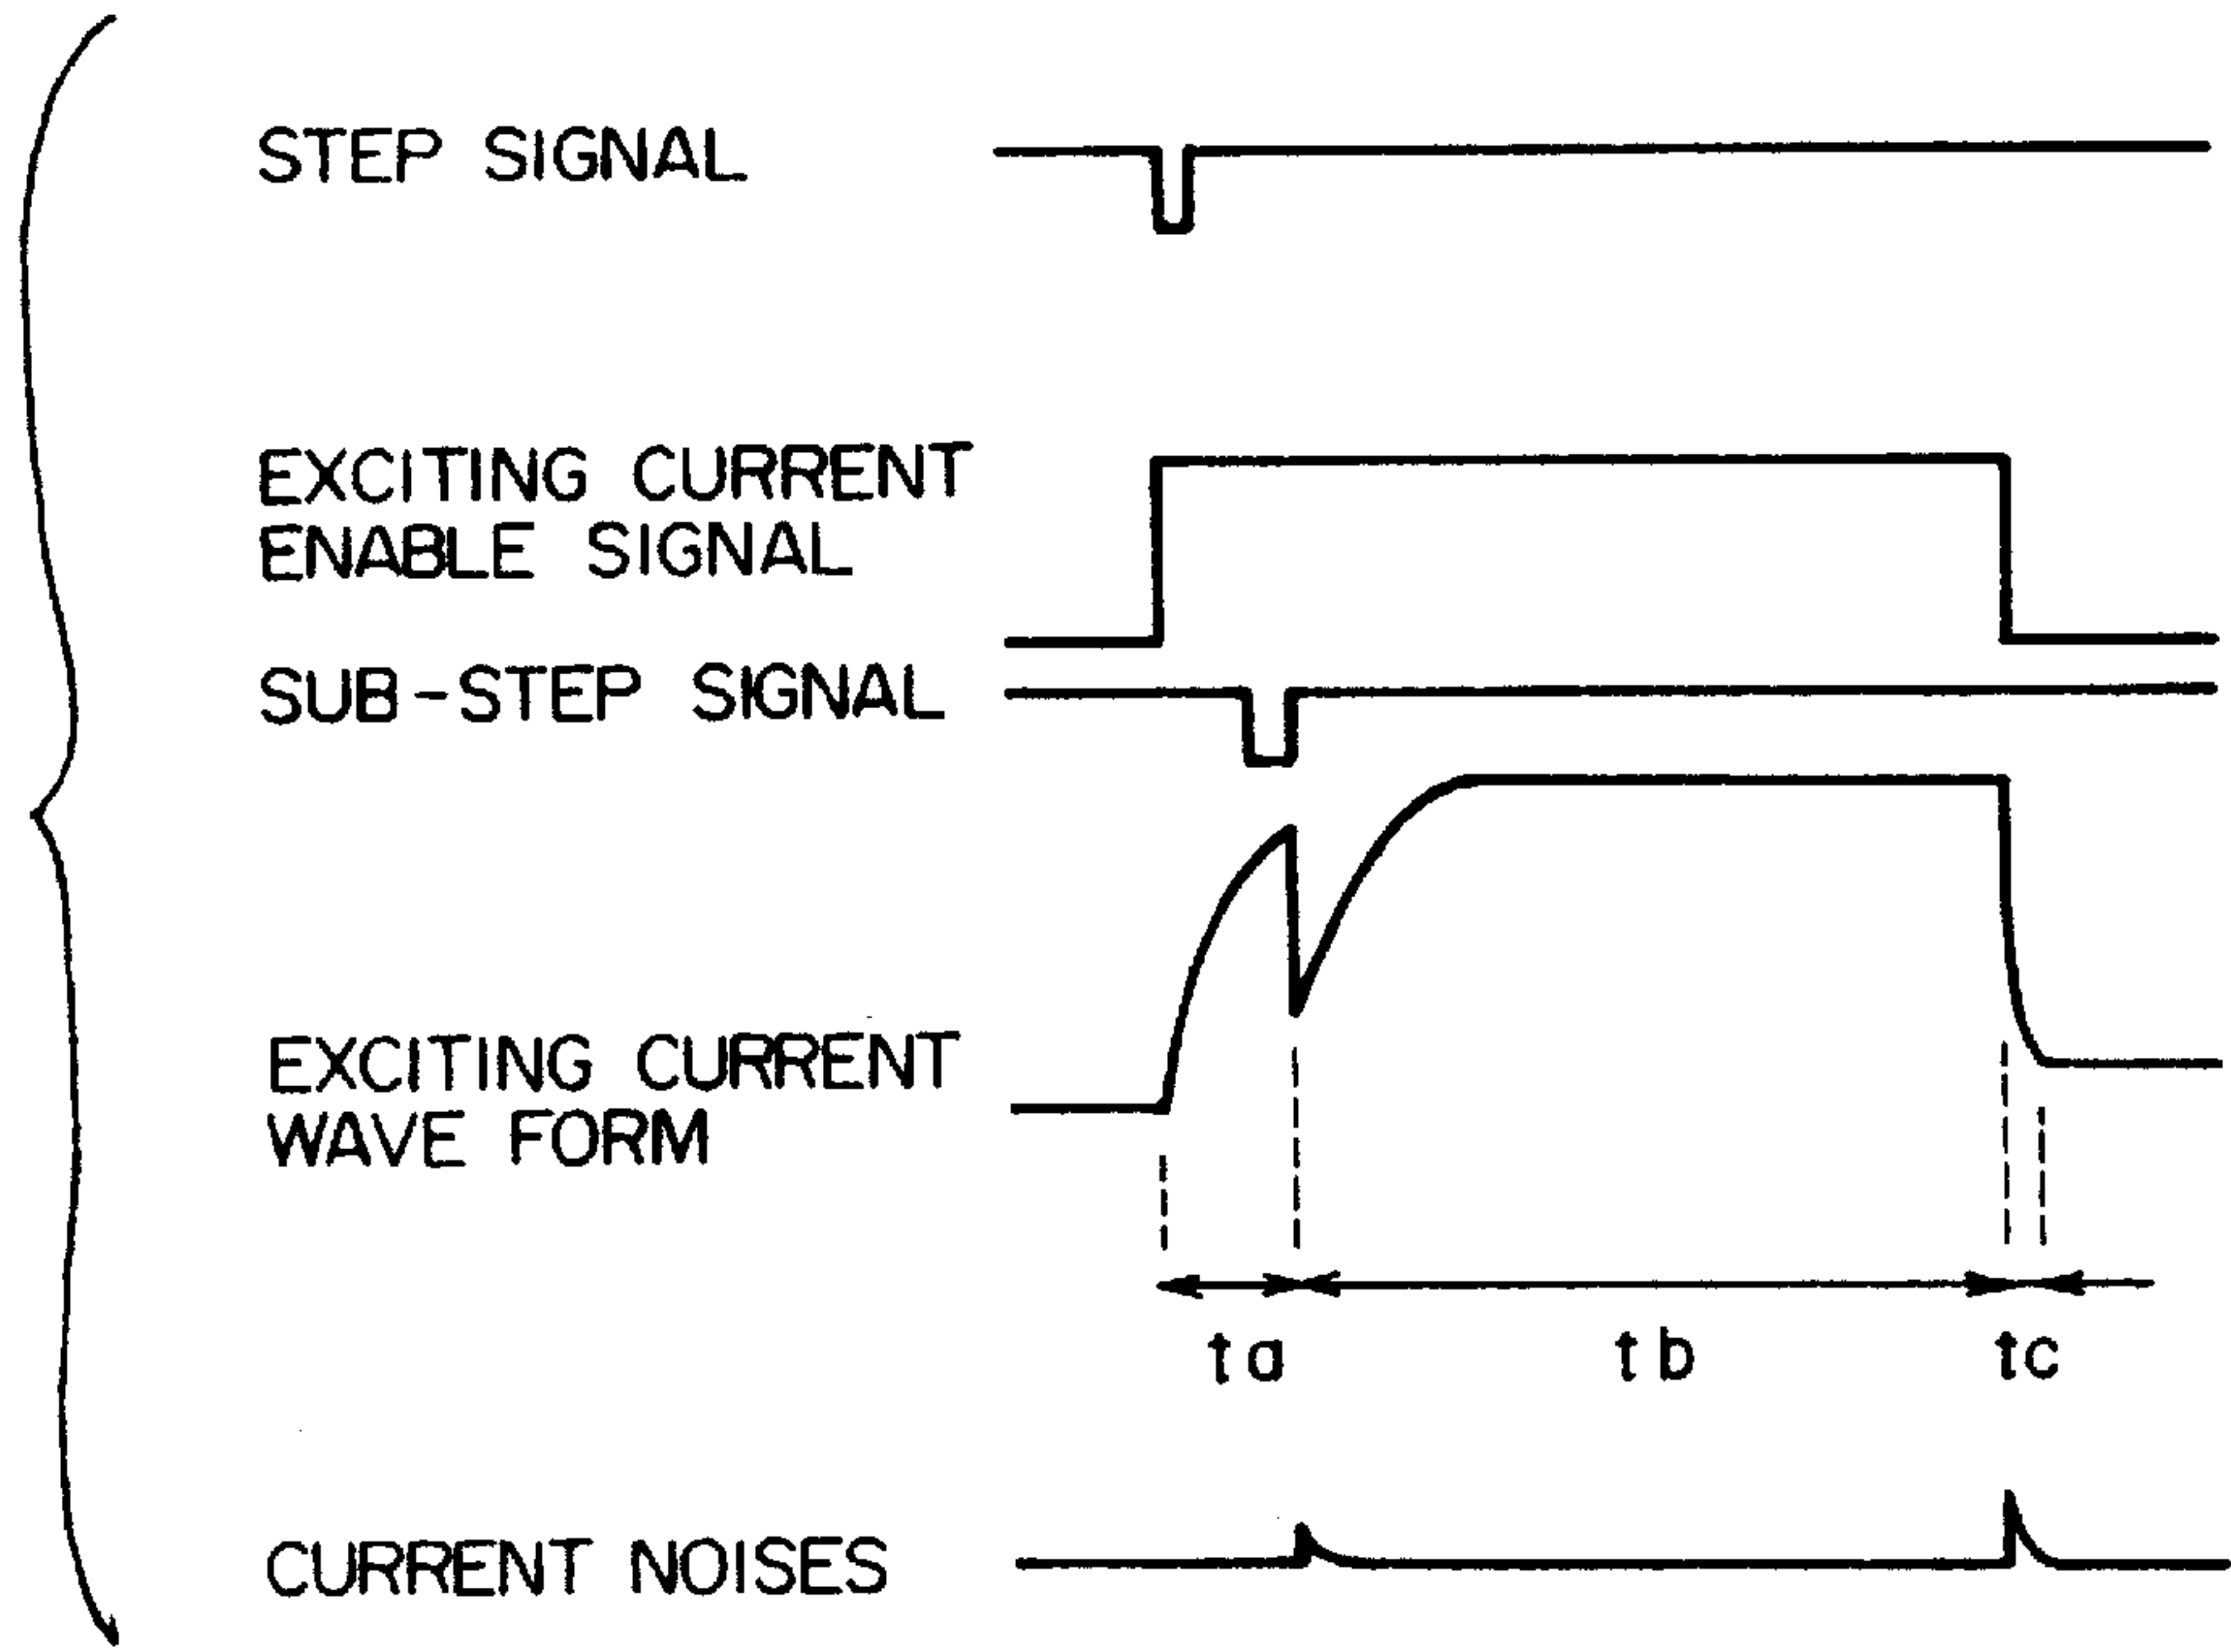 STEP SIGNAL
EXCITING CURRENT
ENABLE SIGNAL
SUB-STEP SIGNAL
EXCITING CURRENT
WAVE FORM
ta tb tc
CURRENT NOISES